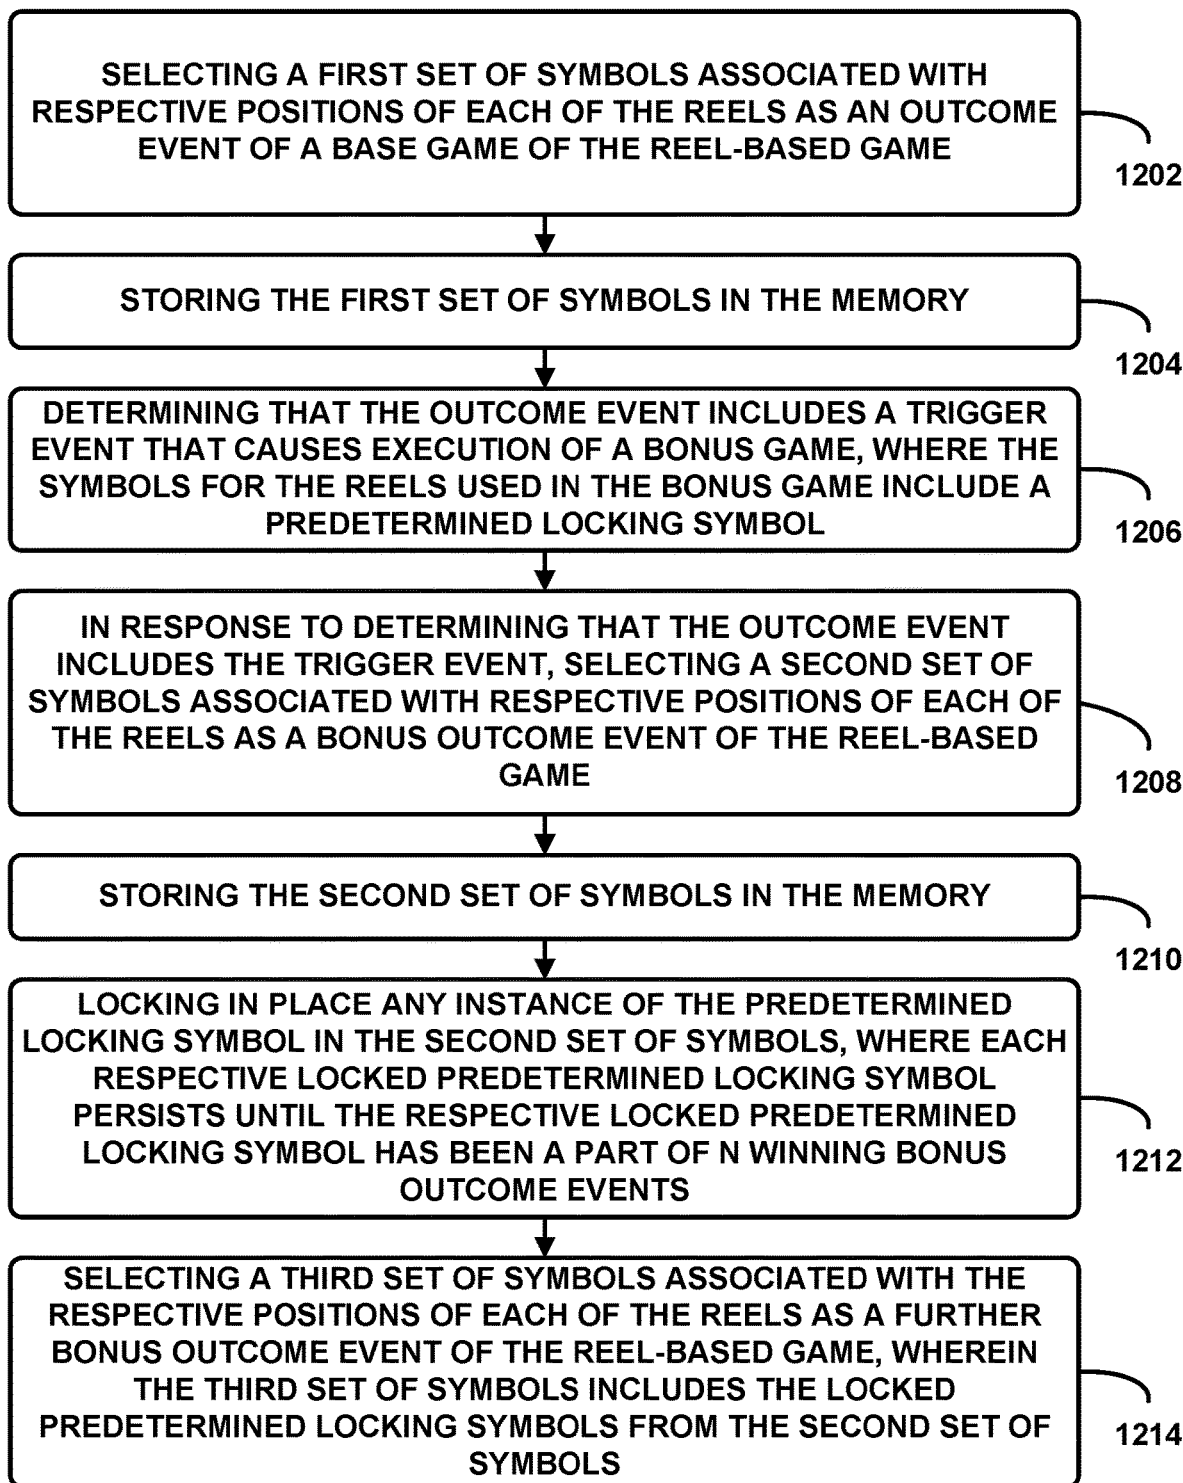 SELECTING A FIRST SET OF SYMBOLS ASSOCIATED WITH
RESPECTIVE POSITIONS OF EACH OF THE REELS AS AN OUTCOME
EVENT OF A BASE GAME OF THE REEL-BASED GAME
1202
STORING THE FIRST SET OF SYMBOLS IN THE MEMORY
1204
DETERMINING THAT THE OUTCOME EVENT INCLUDES A TRIGGER
EVENT THAT CAUSES EXECUTION OF A BONUS GAME, WHERE THE
SYMBOLS FOR THE REELS USED IN THE BONUS GAME INCLUDE A
PREDETERMINED LOCKING SYMBOL
1206
IN RESPONSE TO DETERMINING THAT THE OUTCOME EVENT
INCLUDES THE TRIGGER EVENT, SELECTING A SECOND SET OF
SYMBOLS ASSOCIATED WITH RESPECTIVE POSITIONS OF EACH OF
THE REELS AS A BONUS OUTCOME EVENT OF THE REEL-BASED
GAME
1208
STORING THE SECOND SET OF SYMBOLS IN THE MEMORY
1210
LOCKING IN PLACE ANY INSTANCE OF THE PREDETERMINED
LOCKING SYMBOL IN THE SECOND SET OF SYMBOLS, WHERE EACH
RESPECTIVE LOCKED PREDETERMINED LOCKING SYMBOL
PERSISTS UNTIL THE RESPECTIVE LOCKED PREDETERMINED
LOCKING SYMBOL HAS BEEN A PART OF N WINNING BONUS
OUTCOME EVENTS
1212
SELECTING A THIRD SET OF SYMBOLS ASSOCIATED WITH THE
RESPECTIVE POSITIONS OF EACH OF THE REELS AS A FURTHER
BONUS OUTCOME EVENT OF THE REEL-BASED GAME, WHEREIN
THE THIRD SET OF SYMBOLS INCLUDES THE LOCKED
PREDETERMINED LOCKING SYMBOLS FROM THE SECOND SET OF
SYMBOLS
1214